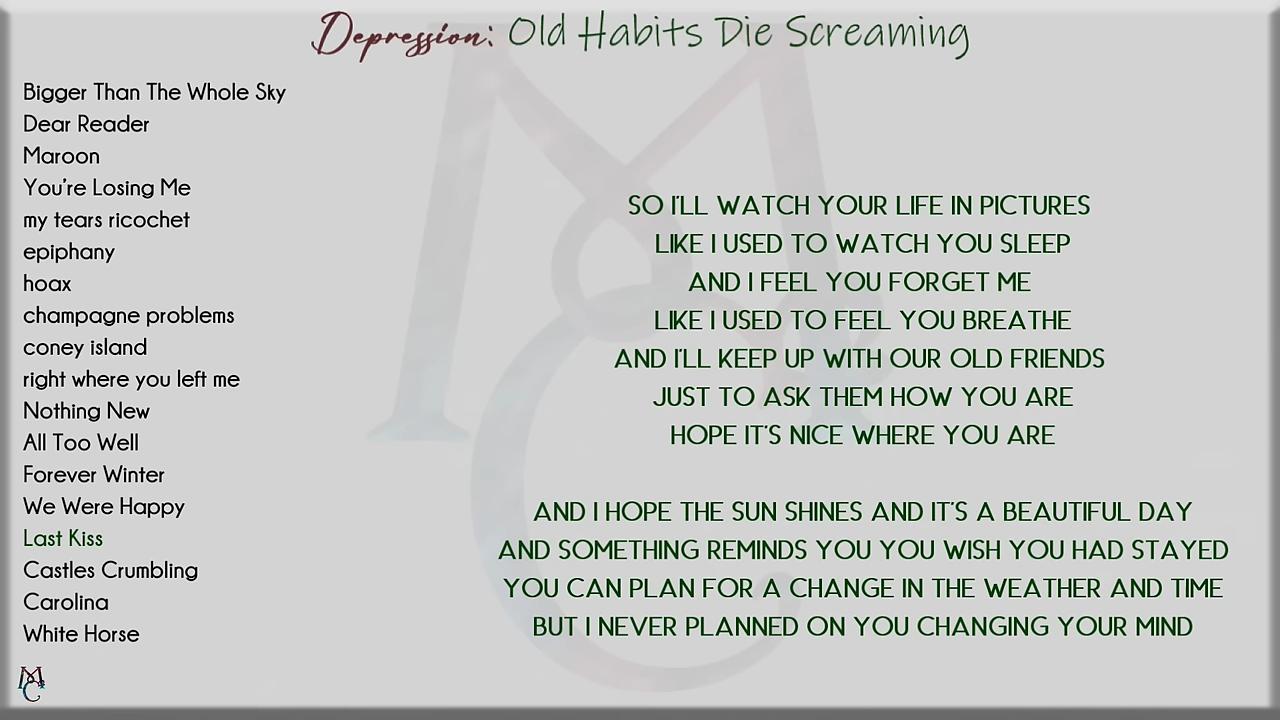 Depression: Old Habits Die Screaming
Bigger Than The Whole Sky
Dear Reader
Maroon
You're Losing Me
my tears ricochet
epiphany
hoax
champagne problems
coney island
right where you left me
Nothing New
All Too Well
Forever Winter
We Were Happy
Last Kiss
Castles Crumbling
Carolina
White Horse
SO I'LL WATCH YOUR LIFE IN PICTURES
LIKE I USED TO WATCH YOU SLEEP
AND I FEEL YOU FORGET ME
LIKE I USED TO FEEL YOU BREATHE
AND I'LL KEEP UP WITH OUR OLD FRIENDS
JUST TO ASK THEM HOW YOU ARE
HOPE IT'S NICE WHERE YOU ARE
AND I HOPE THE SUN SHINES AND IT'S A BEAUTIFUL DAY
AND SOMETHING REMINDS YOU YOU WISH YOU HAD STAYED
YOU CAN PLAN FOR A CHANGE IN THE WEATHER AND TIME
BUT I NEVER PLANNED ON YOU CHANGING YOUR MIND